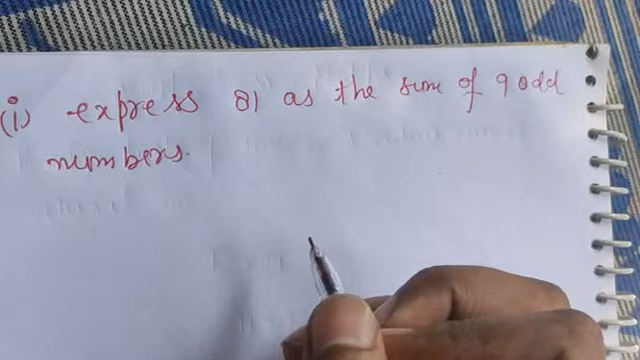 (i) express 81 as the sum of 9 odd
numbers.